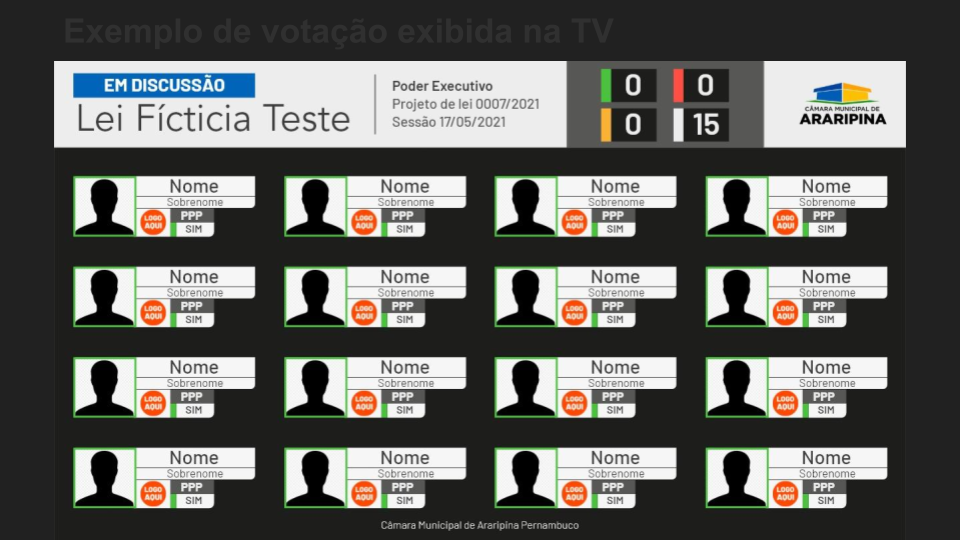 Exemplo de votação exibida na TV
EM DISCUSSÃO
Lei Fícticia Teste
Poder Executivo
Projeto de lei 0007/2021
Sessão 17/05/2021
0 0
0 15
CÂMARA MUNICIPAL DE
ARARIPINA
Nome Nome Nome Nome
Sobrenome Sobrenome Sobrenome Sobrenome
LOGO AQUI PPP LOGO AQUI PPP LOGO AQUI PPP LOGO AQUI PPP
SIM SIM SIM SIM
Nome Nome Nome Nome
Sobrenome Sobrenome Sobrenome Sobrenome
LOGO AQUI PPP LOGO AQUI PPP LOGO AQUI PPP LOGO AQUI PPP
SIM SIM SIM SIM
Nome Nome Nome Nome
Sobrenome Sobrenome Sobrenome Sobrenome
LOGO AQUI PPP LOGO AQUI PPP LOGO AQUI PPP LOGO AQUI PPP
SIM SIM SIM SIM
Nome Nome Nome Nome
Sobrenome Sobrenome Sobrenome Sobrenome
LOGO AQUI PPP LOGO AQUI PPP LOGO AQUI PPP LOGO AQUI PPP
SIM SIM SIM SIM
Câmara Municipal de Araripina Pernambuco